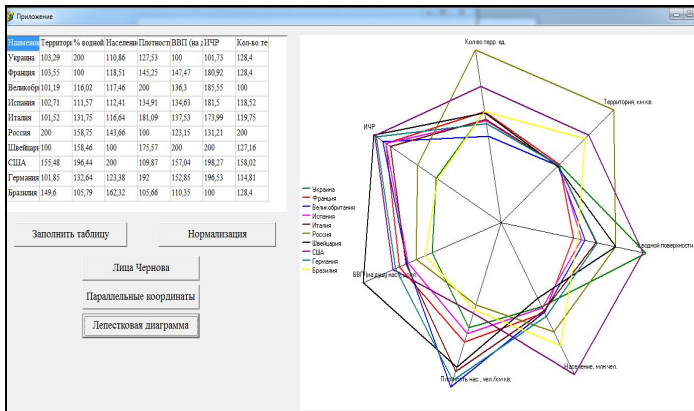 Приложение
Наимено Территор % водной Населени Плотност ВВП (на д ИЧР Кол-во те
Украина 103,29 200 110,86 127,53 100 101,73 128,4
Франция 103,55 100 118,51 145,25 147,47 180,92 128,4
Великобр 101,19 116,02 117,46 200 136,3 185,55 100
Испания 102,71 111,57 112,41 134,91 134,63 181,5 118,52
Италия 101,52 131,75 116,64 181,09 137,53 173,99 119,75
Россия 200 158,75 143,66 100 123,15 131,21 200
Швейцари 100 158,46 100 175,57 200 200 127,16
США 155,48 196,44 200 109,87 157,04 198,27 158,02
Германия 101,85 132,64 123,38 192 152,85 196,53 114,81
Бразилия 149,6 105,79 162,32 105,66 110,35 100 128,4
Заполнить таблицу
Нормализация
Лица Чернова
Параллельные координаты
Лепестковая диаграмма
Кол-во терр. ед.
Территория, км кв.
ИЧР
Украина
Франция
Великобритания
Испания
Италия
Россия
Швейцария
США
Германия
Бразилия
водной поверхности
ВВП (на душу нас.,
Население, млн чел.
Плотность нас., чел./км кв.